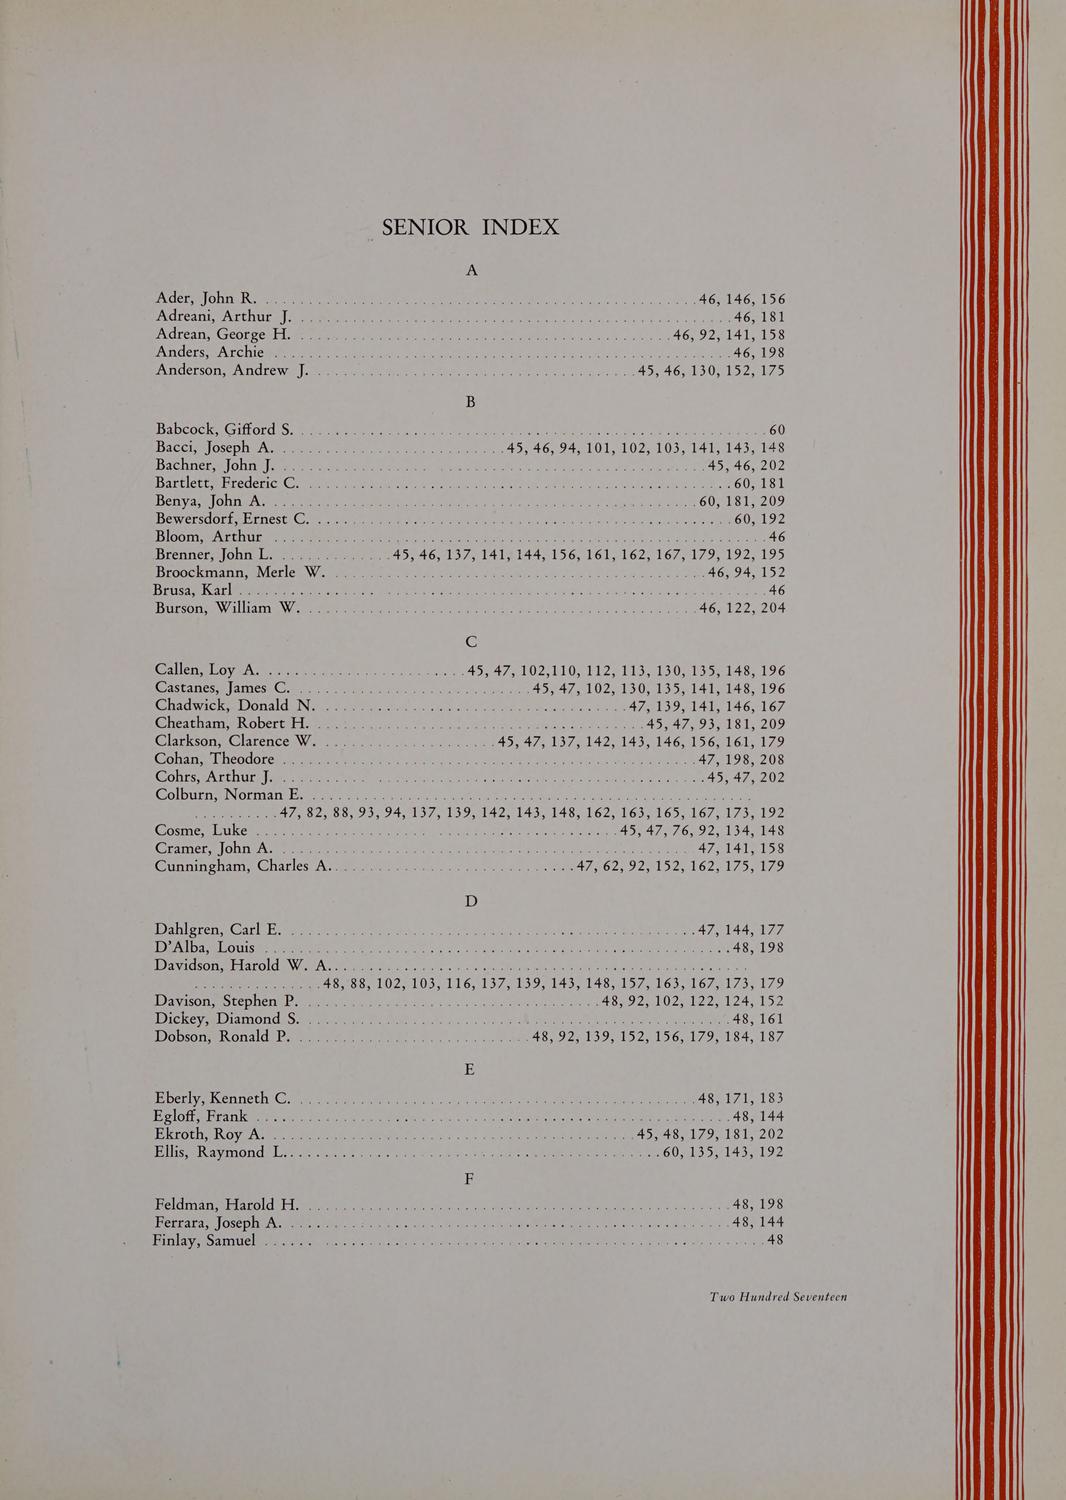 SENIOR INDEX
A
Ader, John R. . . . . . . . . . . . . . . . . . . . . . . 46, 146, 156
Adreani, Arthur J. . . . . . . . . . . . . . . . . . . . . . . 46, 181
Adrean, George H. . . . . . . . . . . . . . . . . . . . . . . 46, 92, 141, 158
Anders, Archie . . . . . . . . . . . . . . . . . . . . . . . 46, 198
Anderson, Andrew J. . . . . . . . . . . . . . . . . . . . . . . 45, 46, 130, 152, 175
B
Babcock, Gifford S. . . . . . . . . . . . . . . . . . . . . . . 60
Bacci, Joseph A. . . . . . . . . . . . . . . . . . . . . . . 45, 46, 94, 101, 102, 103, 141, 143, 148
Bachner, John J. . . . . . . . . . . . . . . . . . . . . . . 45, 46, 202
Bartlett, Frederic C. . . . . . . . . . . . . . . . . . . . . . . 60, 181
Benya, John A. . . . . . . . . . . . . . . . . . . . . . . 60, 181, 209
Bewersdorf, Ernest C. . . . . . . . . . . . . . . . . . . . . . . 60, 192
Bloom, Arthur . . . . . . . . . . . . . . . . . . . . . . . 46
Brenner, John L. . . . . . . . . . . . . . 45, 46, 137, 141, 144, 156, 161, 162, 167, 179, 192, 195
Broockmann, Merle W. . . . . . . . . . . . . . . . . . . . . . . 46, 94, 152
Brusa, Karl . . . . . . . . . . . . . . . . . . . . . . . 46
Burson, William W. . . . . . . . . . . . . . . . . . . . . . . 46, 122, 204
C
Callen, Loy A. . . . . . . . . . . . . . . . . . . . . . . 45, 47, 102,110, 112, 113, 130, 135, 148, 196
Castanes, James C. . . . . . . . . . . . . . . . . . . . . . . 45, 47, 102, 130, 135, 141, 148, 196
Chadwick, Donald N. . . . . . . . . . . . . . . . . . . . . . . 47, 139, 141, 146, 167
Cheatham, Robert H. . . . . . . . . . . . . . . . . . . . . . . 45, 47, 93, 181, 209
Clarkson, Clarence W. . . . . . . . . . . . . . . . . . . . . 45, 47, 137, 142, 143, 146, 156, 161, 179
Cohan, Theodore . . . . . . . . . . . . . . . . . . . . . . . 47, 198, 208
Cohrs, Arthur J. . . . . . . . . . . . . . . . . . . . . . . 45, 47, 202
Colburn, Norman E. . . . . . . . . . . . . . . . . . . . . . .
. . . . . . . . . . 47, 82, 88, 93, 94, 137, 139, 142, 143, 148, 162, 163, 165, 167, 173, 192
Cosme, Luke . . . . . . . . . . . . . . . . . . . . . . . 45, 47, 76, 92, 134, 148
Cramer, John A. . . . . . . . . . . . . . . . . . . . . . . 47, 141, 158
Cunningham, Charles A. . . . . . . . . . . . . . . . . . . . . . . 47, 62, 92, 152, 162, 175, 179
D
Dahlgren, Carl E. . . . . . . . . . . . . . . . . . . . . . . 47, 144, 177
D'Alba, Louis . . . . . . . . . . . . . . . . . . . . . . . 48, 198
Davidson, Harold W. A. . . . . . . . . . . . . . . . . . . . . . .
. . . . . . . . . . . . . . . 48, 88, 102, 103, 116, 137, 139, 143, 148, 157, 163, 167, 173, 179
Davison, Stephen P. . . . . . . . . . . . . . . . . . . . . . . 48, 92, 102, 122, 124, 152
Dickey, Diamond S. . . . . . . . . . . . . . . . . . . . . . . 48, 161
Dobson, Ronald P. . . . . . . . . . . . . . . . . . . . . . . 48, 92, 139, 152, 156, 179, 184, 187
E
Eberly, Kenneth C. . . . . . . . . . . . . . . . . . . . . . . 48, 171, 183
Egloff, Frank . . . . . . . . . . . . . . . . . . . . . . . 48, 144
Ekroth, Roy A. . . . . . . . . . . . . . . . . . . . . . . 45, 48, 179, 181, 202
Ellis, Raymond L. . . . . . . . . . . . . . . . . . . . . . . 60, 135, 143, 192
F
Feldman, Harold H. . . . . . . . . . . . . . . . . . . . . . . 48, 198
Ferrara, Joseph A. . . . . . . . . . . . . . . . . . . . . . . 48, 144
Finlay, Samuel . . . . . . . . . . . . . . . . . . . . . . . 48
Two Hundred Seventeen